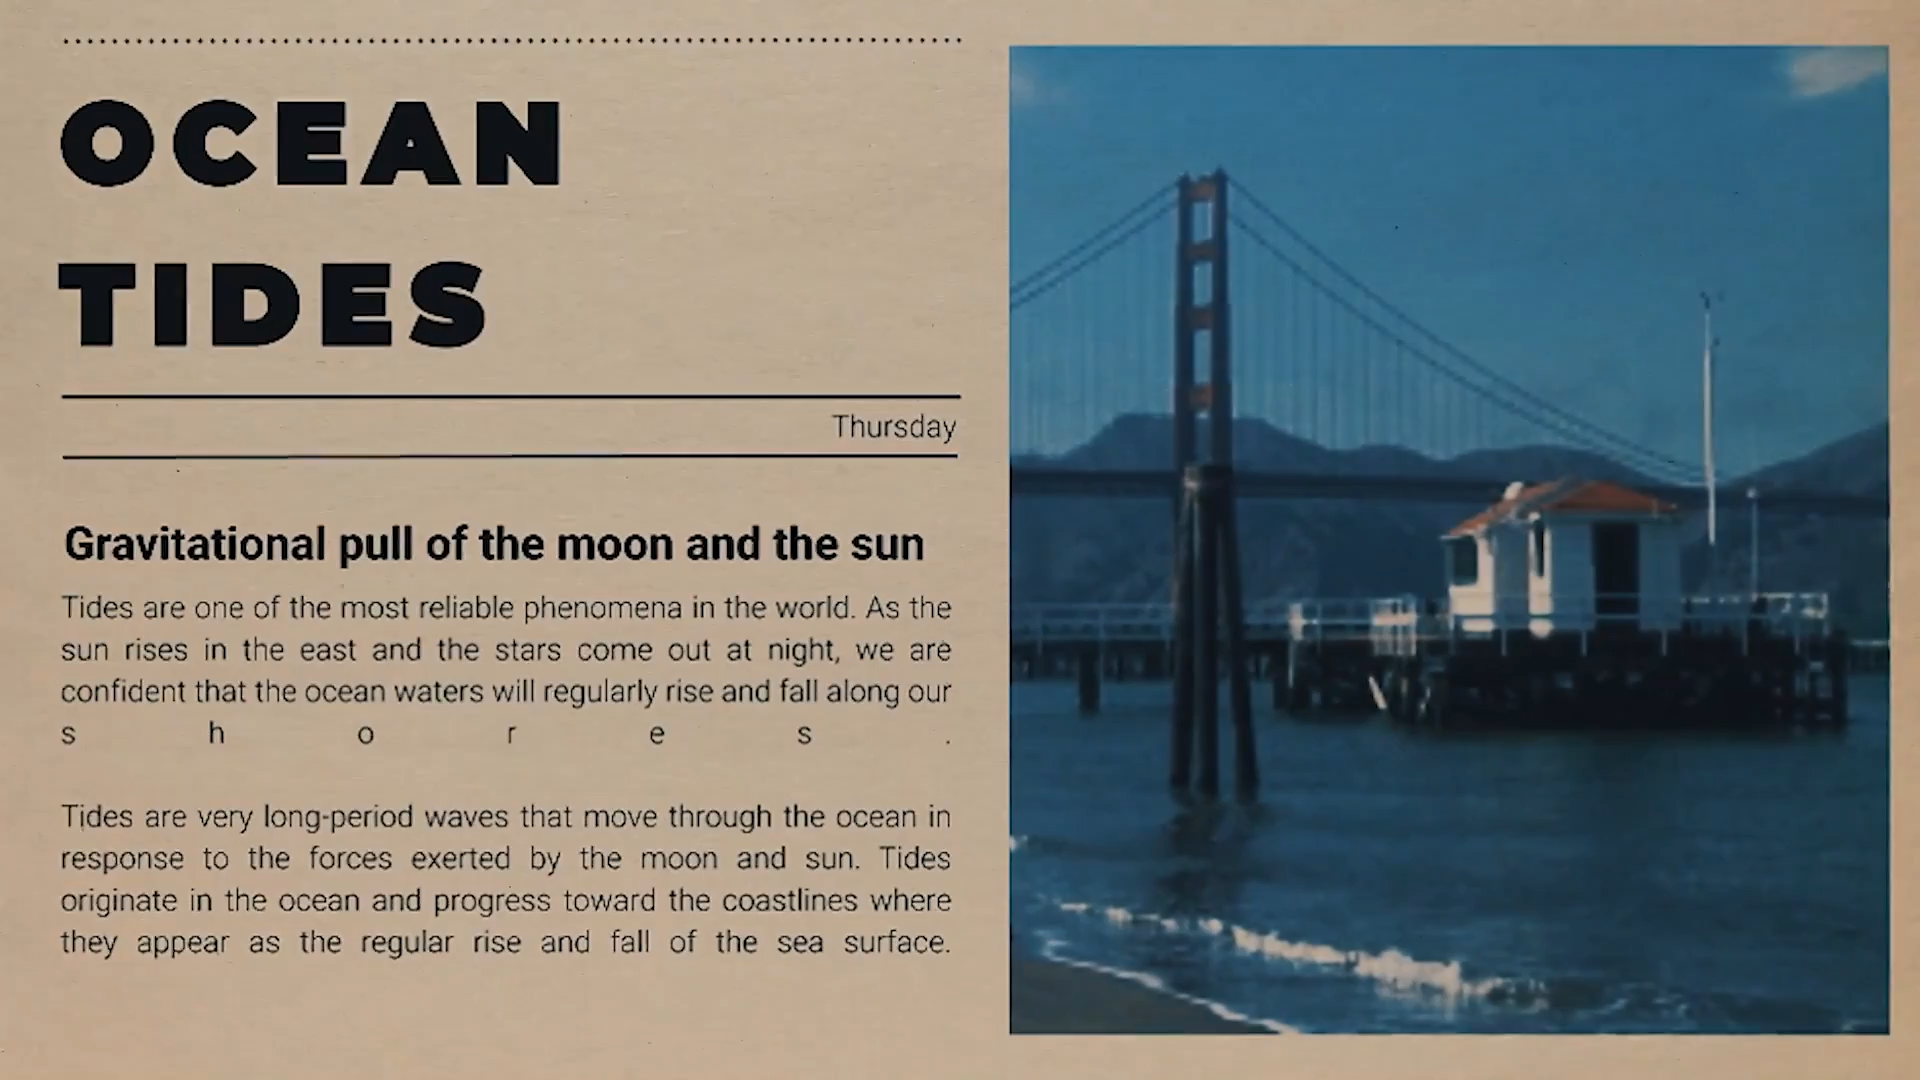 OCEAN
TIDES
Thursday
Gravitational pull of the moon and the sun
Tides are one of the most reliable phenomena in the world. As the
sun rises in the east and the stars come out at night, we are
confident that the ocean waters will regularly rise and fall along our
s h o r e s .
Tides are very long-period waves that move through the ocean in
response to the forces exerted by the moon and sun. Tides
originate in the ocean and progress toward the coastlines where
they appear as the regular rise and fall of the sea surface.